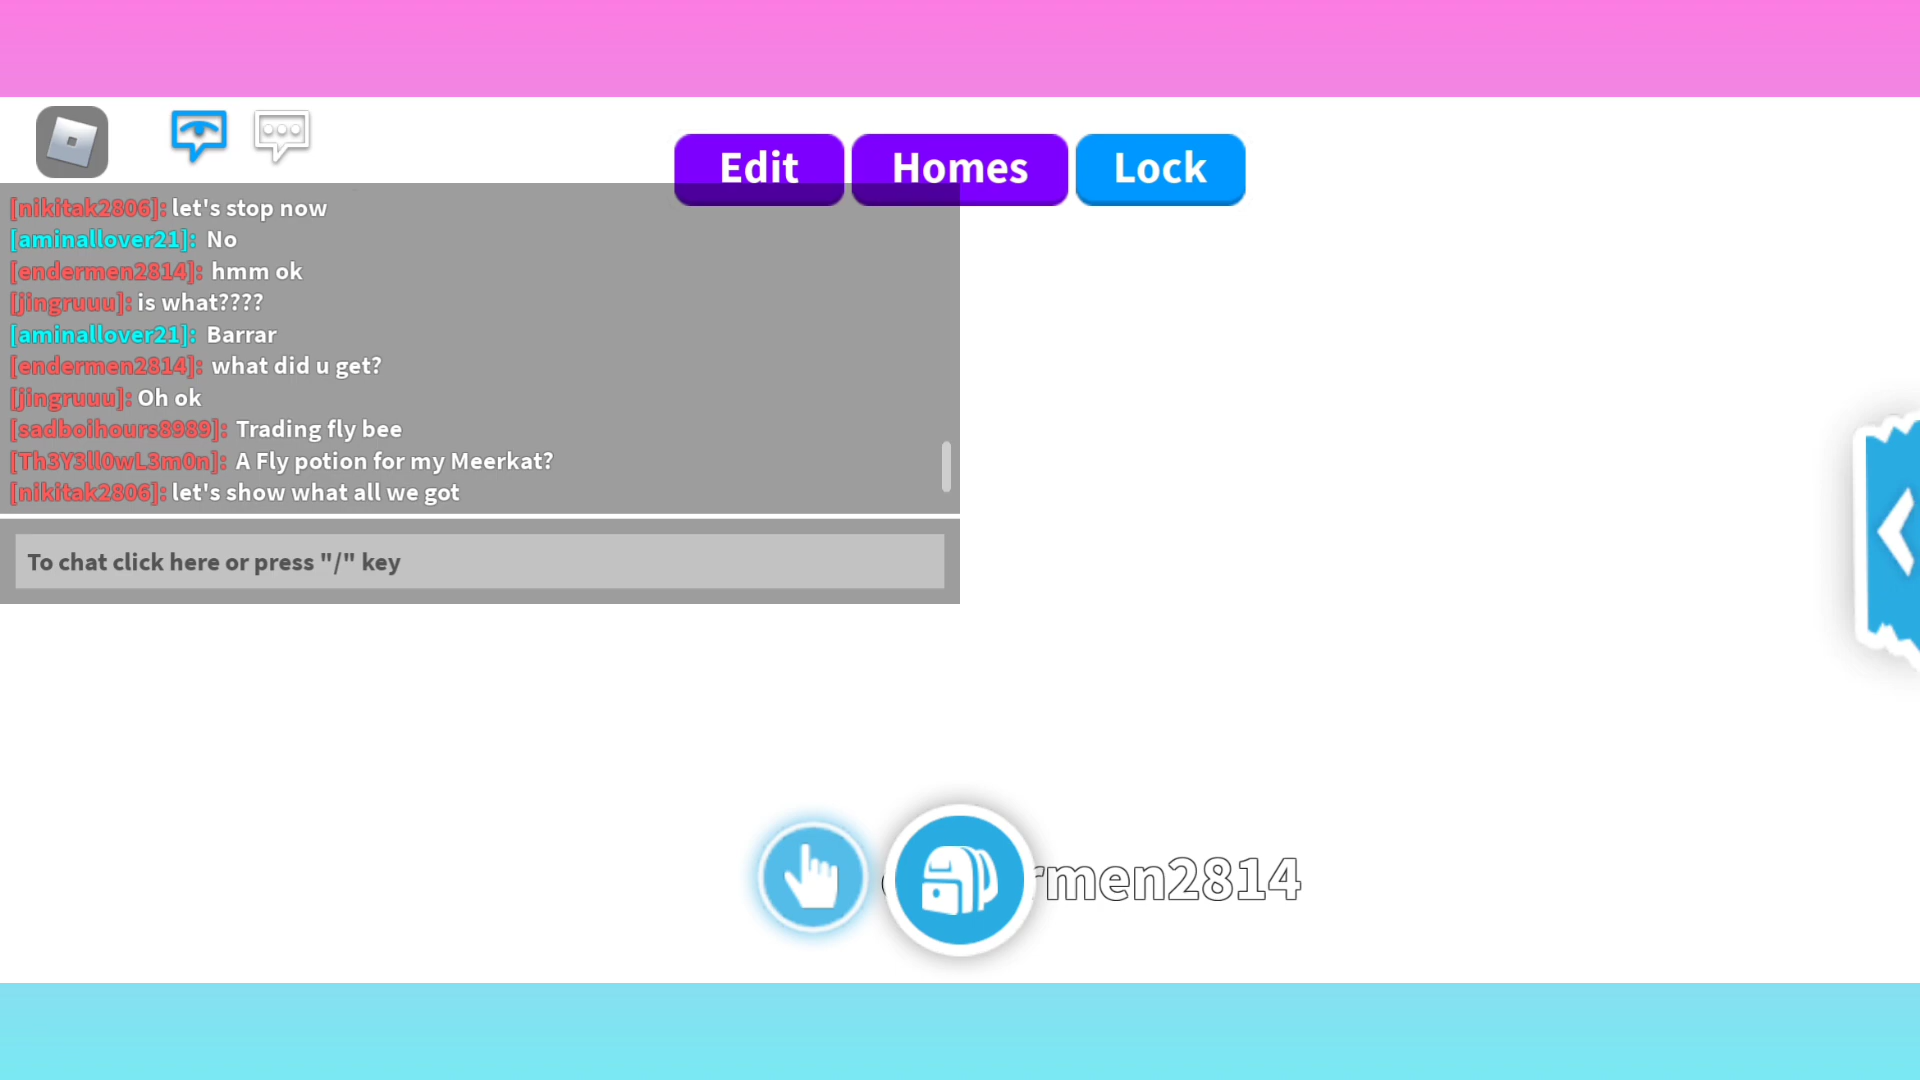 Edit Homes Lock
[nikitak2806]: let's stop now
[aminallover21]: No
[endermen2814]: hmm ok
[jingruuu]: is what????
[aminallover21]: Barrar
[endermen2814]: what did u get?
[jingruuu]: Oh ok
[sadboihours8989]: Trading fly bee
[Th3Y3ll0wL3m0n]: A Fly potion for my Meerkat?
[nikitak2806]: let's show what all we got
To chat click here or press "/" key
rmen2814